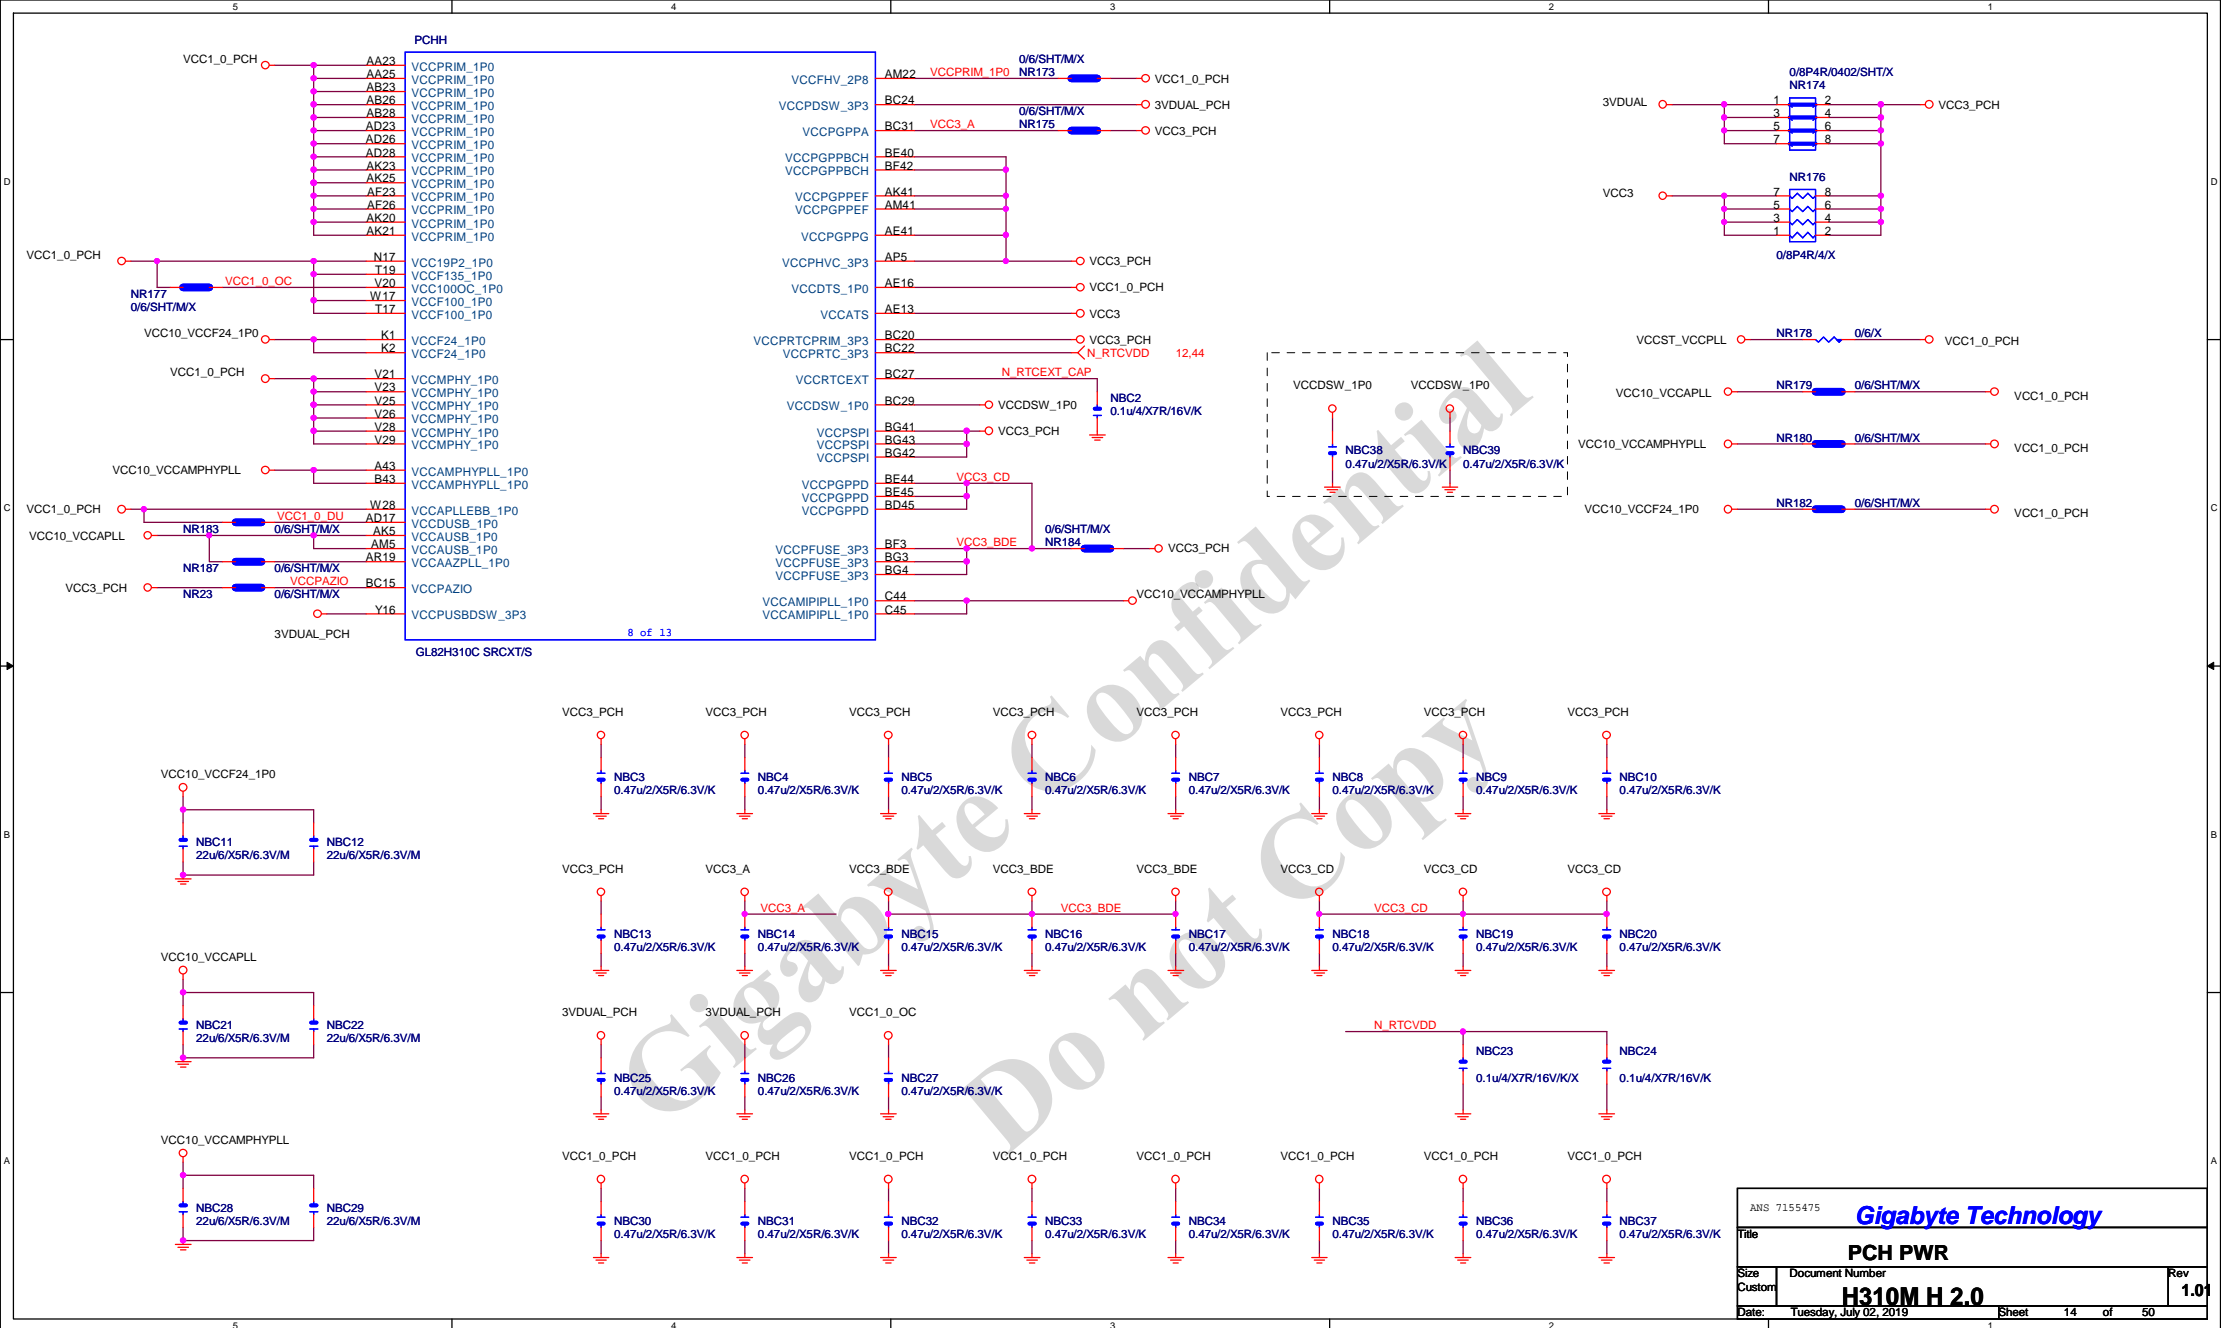 5 4 3 2 1
PCHH
VCC1_0_PCH
AA23 VCCPRIM_1P0
AA25 VCCPRIM_1P0
AB23 VCCPRIM_1P0
AB26 VCCPRIM_1P0
AB28 VCCPRIM_1P0
AD23 VCCPRIM_1P0
AD26 VCCPRIM_1P0
AD28 VCCPRIM_1P0
AK23 VCCPRIM_1P0
AK25 VCCPRIM_1P0
AF23 VCCPRIM_1P0
AF26 VCCPRIM_1P0
AK20 VCCPRIM_1P0
AK21 VCCPRIM_1P0
VCC1_0_PCH
N17 VCC19P2_1P0
T19 VCCF135_1P0
VCC1_0_OC V20 VCC100OC_1P0
NR177
0/6/SHT/M/X
W17 VCCF100_1P0
T17 VCCF100_1P0
VCC10_VCCF24_1P0
K1 VCCF24_1P0
K2 VCCF24_1P0
VCC1_0_PCH
V21 VCCMPHY_1P0
V23 VCCMPHY_1P0
V25 VCCMPHY_1P0
V26 VCCMPHY_1P0
V28 VCCMPHY_1P0
V29 VCCMPHY_1P0
VCC10_VCCAMPHYPLL
A43 VCCAMPHYPLL_1P0
B43 VCCAMPHYPLL_1P0
VCC1_0_PCH
W28 VCCAPLLEBB_1P0
VCC1_0_DU AD17 VCCDUSB_1P0
NR183 0/6/SHT/M/X
VCC10_VCCAPLL
AK5 VCCAUSB_1P0
AM5 VCCAUSB_1P0
AR19 VCCAAZPLL_1P0
NR187 0/6/SHT/M/X
VCC3_PCH
VCCPAZIO BC15 VCCPAZIO
NR23 0/6/SHT/M/X
Y16 VCCPUSBDSW_3P3
3VDUAL_PCH
8 of 13
GL82H310C SRCXT/S
VCCFHV_2P8 AM22 VCCPRIM_1P0 NR173 0/6/SHT/M/X VCC1_0_PCH
VCCPDSW_3P3 BC24 3VDUAL_PCH
VCCPGPPA BC31 VCC3_A NR175 0/6/SHT/M/X VCC3_PCH
VCCPGPPBCH BE40
VCCPGPPBCH BF42
VCCPGPPEF AK41
VCCPGPPEF AM41
VCCPGPPG AE41
VCCPHVC_3P3 AP5 VCC3_PCH
VCCDTS_1P0 AE16 VCC1_0_PCH
VCCATS AE13 VCC3
VCCPRTCPRIM_3P3 BC20 VCC3_PCH
VCCPRTC_3P3 BC22 N_RTCVDD 12,44
VCCRTCEXT BC27 N_RTCEXT_CAP
NBC2
0.1u/4/X7R/16V/K
VCCDSW_1P0 BC29 VCCDSW_1P0
VCCPSPI BG41 VCC3_PCH
VCCPSPI BG43
VCCPSPI BG42
VCCPGPPD BE44 VCC3_CD
VCCPGPPD BE45
VCCPGPPD BD45
VCCPFUSE_3P3 BF3 VCC3_BDE NR184 0/6/SHT/M/X VCC3_PCH
VCCPFUSE_3P3 BG3
VCCPFUSE_3P3 BG4
VCCAMIPIPLL_1P0 C44 VCC10_VCCAMPHYPLL
VCCAMIPIPLL_1P0 C45
VCCDSW_1P0 VCCDSW_1P0
NBC38 NBC39
0.47u/2/X5R/6.3V/K 0.47u/2/X5R/6.3V/K
0/8P4R/0402/SHT/X
NR174
3VDUAL 1 2 VCC3_PCH
3 4
5 6
7 8
NR176
VCC3 7 8
5 6
3 4
1 2
0/8P4R/4/X
VCCST_VCCPLL NR178 0/6/X VCC1_0_PCH
VCC10_VCCAPLL NR179 0/6/SHT/M/X VCC1_0_PCH
VCC10_VCCAMPHYPLL NR180 0/6/SHT/M/X VCC1_0_PCH
VCC10_VCCF24_1P0 NR182 0/6/SHT/M/X VCC1_0_PCH
VCC3_PCH VCC3_PCH VCC3_PCH VCC3_PCH VCC3_PCH VCC3_PCH VCC3_PCH VCC3_PCH
NBC3 NBC4 NBC5 NBC6 NBC7 NBC8 NBC9 NBC10
0.47u/2/X5R/6.3V/K 0.47u/2/X5R/6.3V/K 0.47u/2/X5R/6.3V/K 0.47u/2/X5R/6.3V/K 0.47u/2/X5R/6.3V/K 0.47u/2/X5R/6.3V/K 0.47u/2/X5R/6.3V/K 0.47u/2/X5R/6.3V/K
VCC10_VCCF24_1P0
NBC11 NBC12
22u/6/X5R/6.3V/M 22u/6/X5R/6.3V/M
VCC3_PCH VCC3_A VCC3_BDE VCC3_BDE VCC3_BDE VCC3_CD VCC3_CD VCC3_CD
VCC3_A VCC3_BDE VCC3_CD
NBC13 NBC14 NBC15 NBC16 NBC17 NBC18 NBC19 NBC20
0.47u/2/X5R/6.3V/K 0.47u/2/X5R/6.3V/K 0.47u/2/X5R/6.3V/K 0.47u/2/X5R/6.3V/K 0.47u/2/X5R/6.3V/K 0.47u/2/X5R/6.3V/K 0.47u/2/X5R/6.3V/K 0.47u/2/X5R/6.3V/K
VCC10_VCCAPLL
NBC21 NBC22
22u/6/X5R/6.3V/M 22u/6/X5R/6.3V/M
3VDUAL_PCH 3VDUAL_PCH VCC1_0_OC
NBC25 NBC26 NBC27
0.47u/2/X5R/6.3V/K 0.47u/2/X5R/6.3V/K 0.47u/2/X5R/6.3V/K
N_RTCVDD
NBC23 NBC24
0.1u/4/X7R/16V/K/X 0.1u/4/X7R/16V/K
VCC10_VCCAMPHYPLL
NBC28 NBC29
22u/6/X5R/6.3V/M 22u/6/X5R/6.3V/M
VCC1_0_PCH VCC1_0_PCH VCC1_0_PCH VCC1_0_PCH VCC1_0_PCH VCC1_0_PCH VCC1_0_PCH VCC1_0_PCH
NBC30 NBC31 NBC32 NBC33 NBC34 NBC35 NBC36 NBC37
0.47u/2/X5R/6.3V/K 0.47u/2/X5R/6.3V/K 0.47u/2/X5R/6.3V/K 0.47u/2/X5R/6.3V/K 0.47u/2/X5R/6.3V/K 0.47u/2/X5R/6.3V/K 0.47u/2/X5R/6.3V/K 0.47u/2/X5R/6.3V/K
Gigabyte Confidential
Do not Copy
D D
C C
B B
A A
ANS 7155475 Gigabyte Technology
Title
PCH PWR
Size Document Number Rev
Custom H310M H 2.0 1.01
Date: Tuesday, July 02, 2019 Sheet 14 of 50
5 4 3 2 1